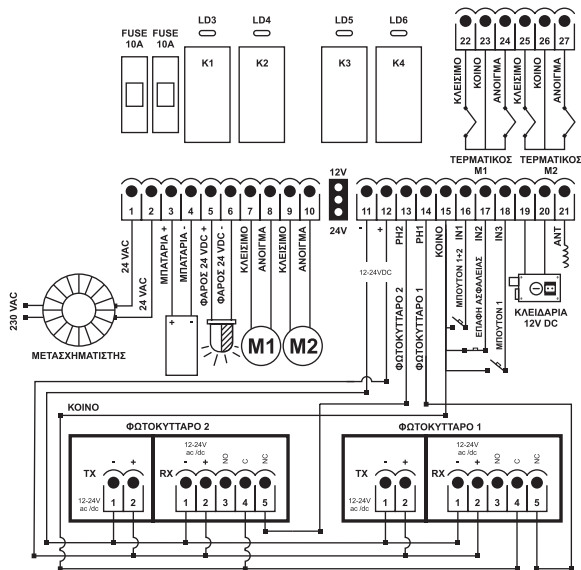 LD3 LD4 LD5 LD6
FUSE 10A
FUSE 10A
K1 K2 K3 K4
22 23 24 25 26 27
ΚΛΕΙΣΙΜΟ
ΚΟΙΝΟ
ΑΝΟΙΓΜΑ
ΚΛΕΙΣΙΜΟ
ΚΟΙΝΟ
ΑΝΟΙΓΜΑ
ΤΕΡΜΑΤΙΚΟΣ M1
ΤΕΡΜΑΤΙΚΟΣ M2
12V
24V
1 2 3 4 5 6 7 8 9 10
11 12 13 14 15 16 17 18 19 20 21
24 VAC
24 VAC
ΜΠΑΤΑΡΙΑ +
ΜΠΑΤΑΡΙΑ -
ΦΑΡΟΣ 24 VDC +
ΦΑΡΟΣ 24 VDC -
ΚΛΕΙΣΙΜΟ
ΑΝΟΙΓΜΑ
ΚΛΕΙΣΙΜΟ
ΑΝΟΙΓΜΑ
- +
12-24VDC
PH2
ΦΩΤΟΚΥΤΤΑΡΟ 2
PH1
ΦΩΤΟΚΥΤΤΑΡΟ 1
ΚΟΙΝΟ
IN1
ΜΠΟΥΤΟΝ 1+2
IN2
ΕΠΑΦΗ ΑΣΦΑΛΕΙΑΣ
IN3
ΜΠΟΥΤΟΝ 1
ANT
ΚΛΕΙΔΑΡΙΑ
12V DC
230 VAC
ΜΕΤΑΣΧΗΜΑΤΙΣΤΗΣ
+ -
M1 M2
ΚΟΙΝΟ
ΦΩΤΟΚΥΤΤΑΡΟ 2
TX
- +
12-24V
ac /dc
1 2
RX
12-24V
ac /dc
- + NO C NC
1 2 3 4 5
ΦΩΤΟΚΥΤΤΑΡΟ 1
TX
- +
12-24V
ac /dc
1 2
RX
12-24V
ac /dc
- + NO C NC
1 2 3 4 5